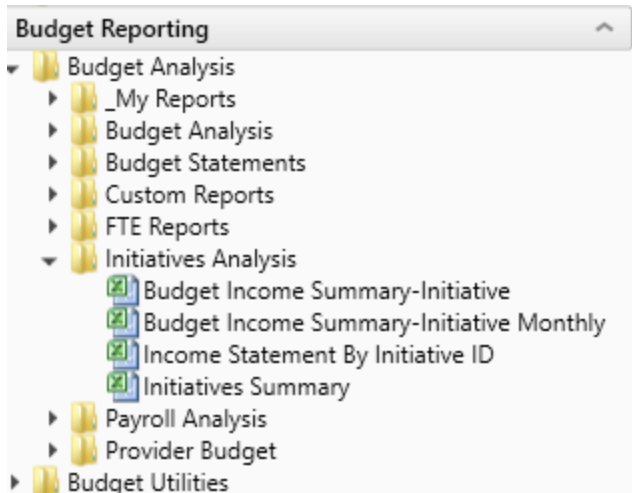 Budget Reporting
Budget Analysis
_My Reports
Budget Analysis
Budget Statements
Custom Reports
FTE Reports
Initiatives Analysis
Budget Income Summary-Initiative
Budget Income Summary-Initiative Monthly
Income Statement By Initiative ID
Initiatives Summary
Payroll Analysis
Provider Budget
Budget Utilities